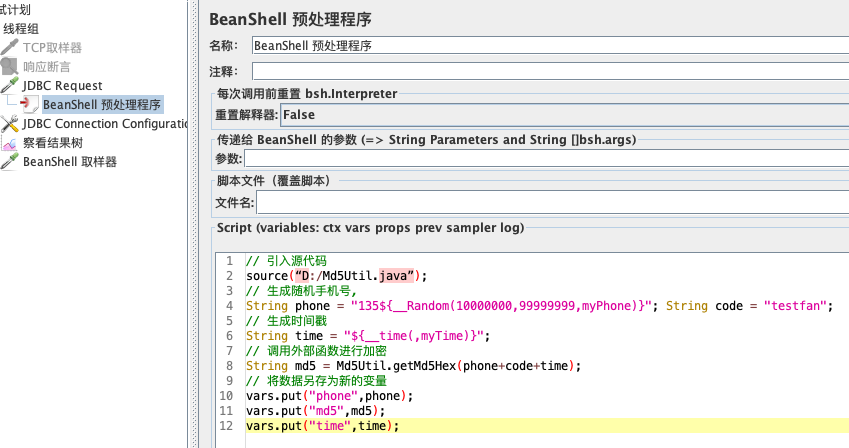 试计划
线程组
TCP取样器
响应断言
JDBC Request
BeanShell 预处理程序
JDBC Connection Configuratio
察看结果树
BeanShell 取样器
BeanShell 预处理程序
名称: BeanShell 预处理程序
注释:
每次调用前重置 bsh.Interpreter
重置解释器: False
传递给 BeanShell 的参数 (=> String Parameters and String []bsh.args)
参数:
脚本文件（覆盖脚本）
文件名:
Script (variables: ctx vars props prev sampler log)
1 // 引入源代码
2 source(“D:/Md5Util.java”);
3 // 生成随机手机号,
4 String phone = "135${__Random(10000000,99999999,myPhone)}"; String code = "testfan";
5 // 生成时间戳
6 String time = "${__time(,myTime)}";
7 // 调用外部函数进行加密
8 String md5 = Md5Util.getMd5Hex(phone+code+time);
9 // 将数据另存为新的变量
10 vars.put("phone",phone);
11 vars.put("md5",md5);
12 vars.put("time",time);